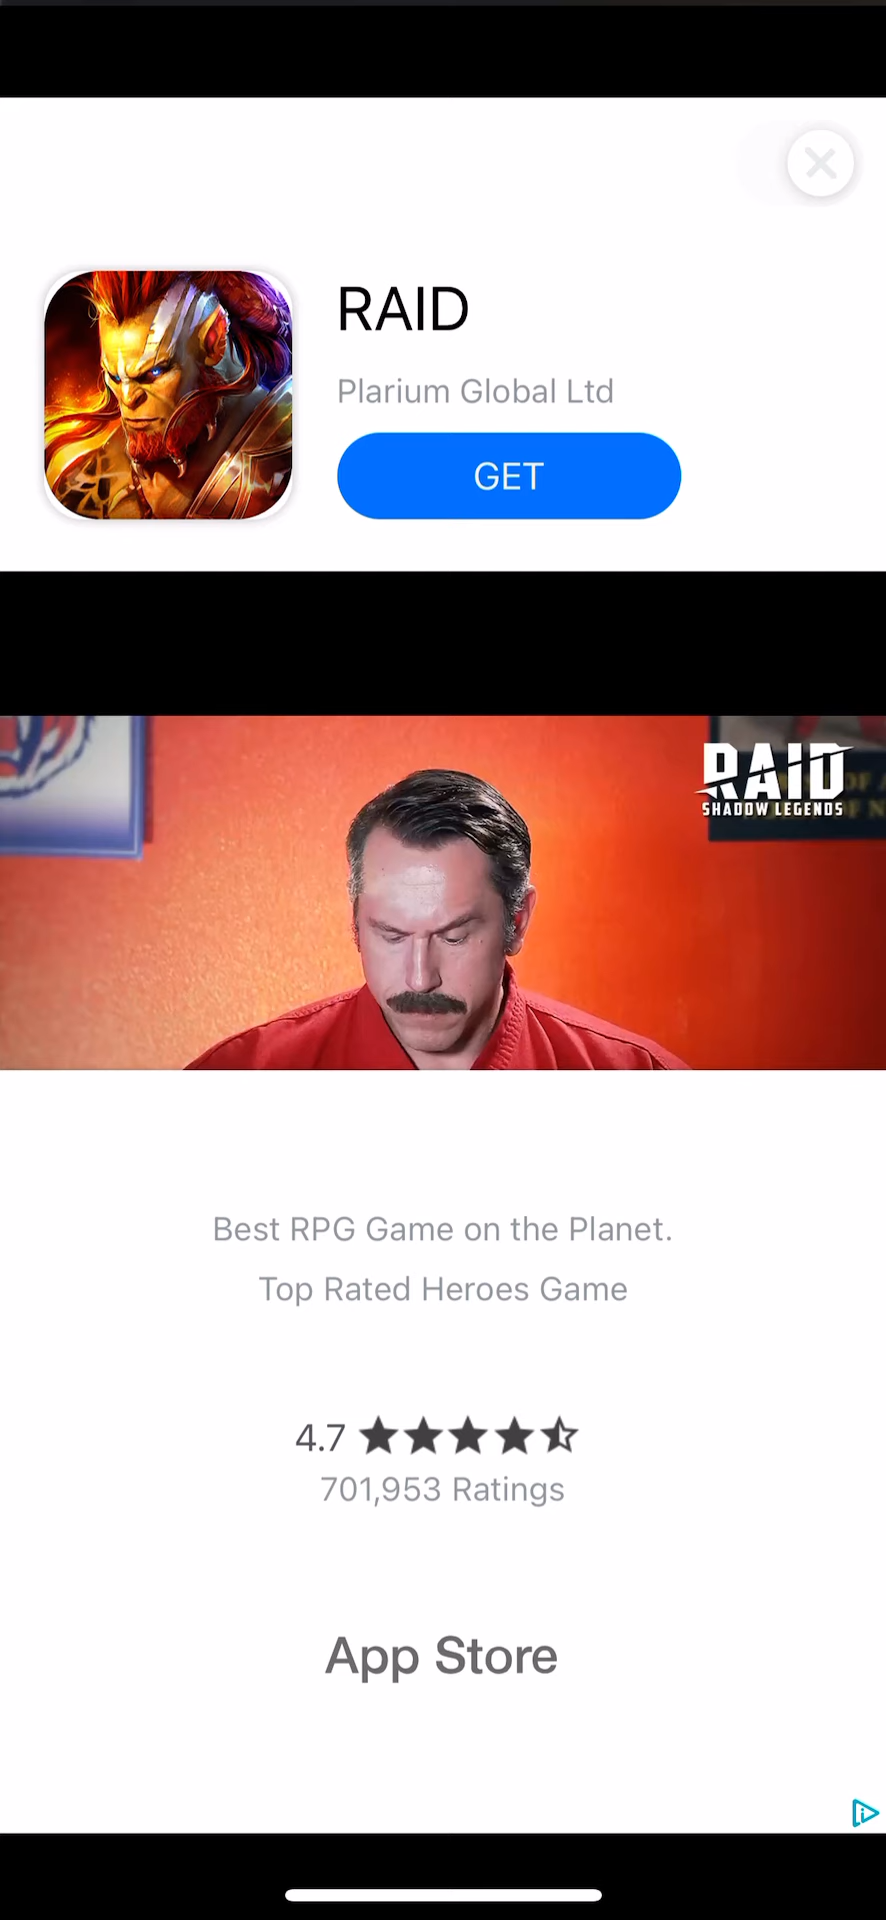 RAID
Plarium Global Ltd
GET
RAID
SHADOW LEGENDS
Best RPG Game on the Planet.
Top Rated Heroes Game
4.7
701,953 Ratings
App Store